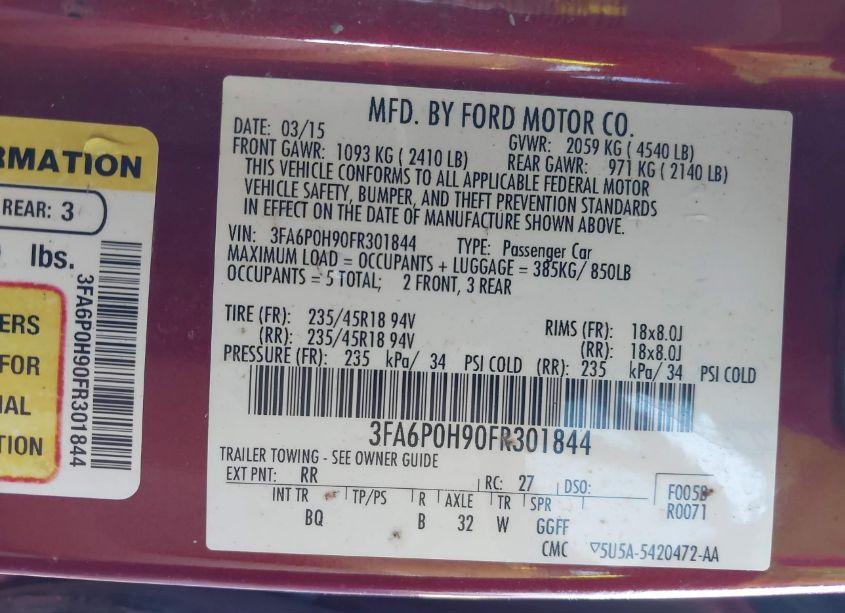 RMATION
REAR: 3
lbs.
3FA6P0H90FR301844
ERS
FOR
IAL
TION
MFD. BY FORD MOTOR CO.
DATE: 03/15 GVWR: 2059 KG ( 4540 LB)
FRONT GAWR: 1093 KG ( 2410 LB) REAR GAWR: 971 KG ( 2140 LB)
THIS VEHICLE CONFORMS TO ALL APPLICABLE FEDERAL MOTOR
VEHICLE SAFETY, BUMPER, AND THEFT PREVENTION STANDARDS
IN EFFECT ON THE DATE OF MANUFACTURE SHOWN ABOVE.
VIN: 3FA6P0H90FR301844 TYPE: Passenger Car
MAXIMUM LOAD = OCCUPANTS + LUGGAGE = 385KG/ 850LB
OCCUPANTS = 5 TOTAL; 2 FRONT, 3 REAR
TIRE (FR): 235/45R18 94V RIMS (FR): 18x8.0J
(RR): 235/45R18 94V (RR): 18x8.0J
PRESSURE (FR): 235 kPa/ 34 PSI COLD (RR): 235 kPa/ 34 PSI COLD
3FA6P0H90FR301844
TRAILER TOWING - SEE OWNER GUIDE
EXT PNT: RR RC: 27 DSO: F005B
R0071
INT TR TP/PS R AXLE TR SPR
BQ B 32 W GGFF
CMC ▽5U5A-5420472-AA